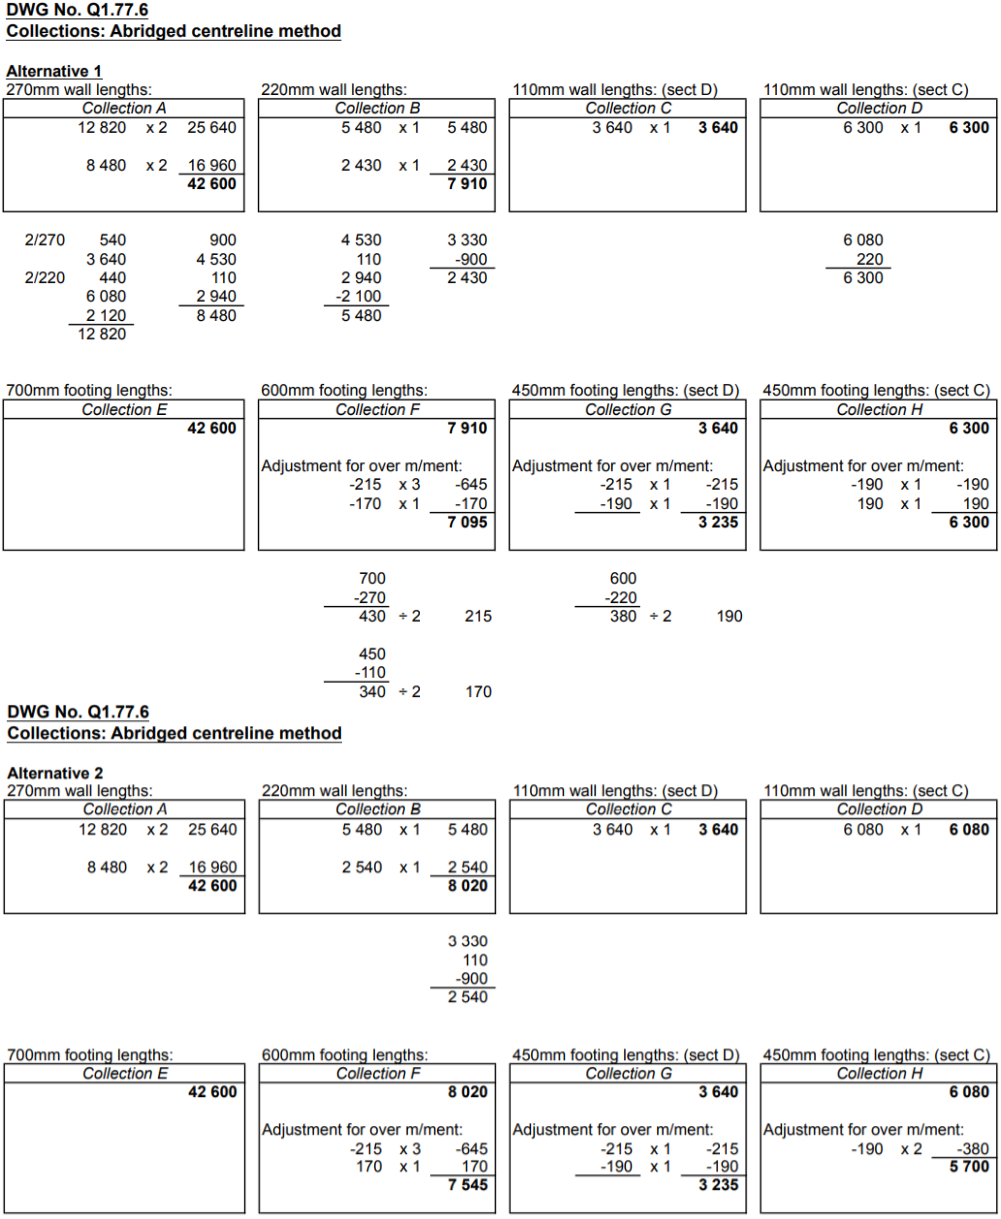 DWG No. Q1.77.6
Collections: Abridged centreline method
Alternative 1
270mm wall lengths: 220mm wall lengths: 110mm wall lengths: (sect D) 110mm wall lengths: (sect C)
Collection A Collection B Collection C Collection D
12 820 x 2 25 640 5 480 x 1 5 480 3 640 x 1 3 640 6 300 x 1 6 300
8 480 x 2 16 960 2 430 x 1 2 430
42 600 7 910
2/270 540 900 4 530 3 330 6 080
3 640 4 530 110 -900 220
2/220 440 110 2 940 2 430 6 300
6 080 2 940 -2 100
2 120 8 480 5 480
12 820
700mm footing lengths: 600mm footing lengths: 450mm footing lengths: (sect D) 450mm footing lengths: (sect C)
Collection E Collection F Collection G Collection H
42 600 7 910 3 640 6 300
Adjustment for over m/ment: Adjustment for over m/ment: Adjustment for over m/ment:
-215 x 3 -645 -215 x 1 -215 -190 x 1 -190
-170 x 1 -170 -190 x 1 -190 190 x 1 190
7 095 3 235 6 300
700 600
-270 -220
430 ÷ 2 215 380 ÷ 2 190
450
-110
340 ÷ 2 170
DWG No. Q1.77.6
Collections: Abridged centreline method
Alternative 2
270mm wall lengths: 220mm wall lengths: 110mm wall lengths: (sect D) 110mm wall lengths: (sect C)
Collection A Collection B Collection C Collection D
12 820 x 2 25 640 5 480 x 1 5 480 3 640 x 1 3 640 6 080 x 1 6 080
8 480 x 2 16 960 2 540 x 1 2 540
42 600 8 020
3 330
110
-900
2 540
700mm footing lengths: 600mm footing lengths: 450mm footing lengths: (sect D) 450mm footing lengths: (sect C)
Collection E Collection F Collection G Collection H
42 600 8 020 3 640 6 080
Adjustment for over m/ment: Adjustment for over m/ment: Adjustment for over m/ment:
-215 x 3 -645 -215 x 1 -215 -190 x 2 -380
170 x 1 170 -190 x 1 -190 5 700
7 545 3 235